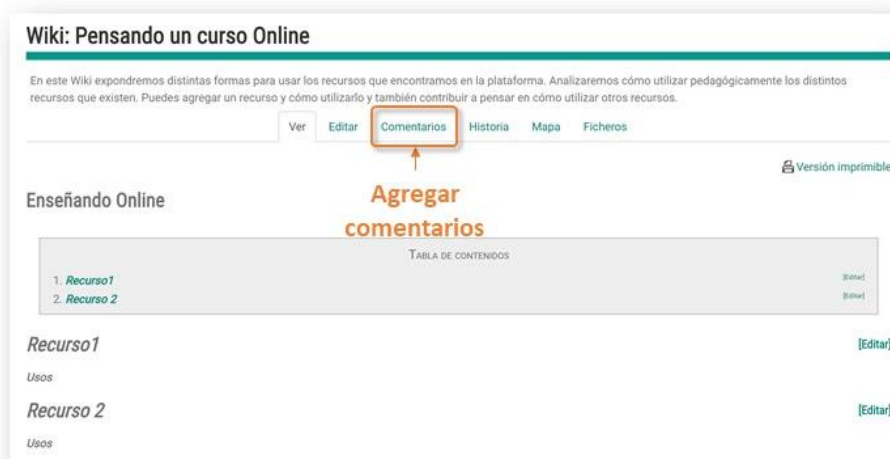 Wiki: Pensando un curso Online
En este Wiki expondremos distintas formas para usar los recursos que encontramos en la plataforma. Analizaremos cómo utilizar pedagógicamente los distintos
recursos que existen. Puedes agregar un recurso y cómo utilizarlo y también contribuir a pensar en cómo utilizar otros recursos.
Ver Editar Comentarios Historia Mapa Ficheros
Versión imprimible
Agregar
comentarios
Enseñando Online
TABLA DE CONTENIDOS
1. Recurso1 [Editar]
2. Recurso 2 [Editar]
Recurso1 [Editar]
Usos
Recurso 2 [Editar]
Usos